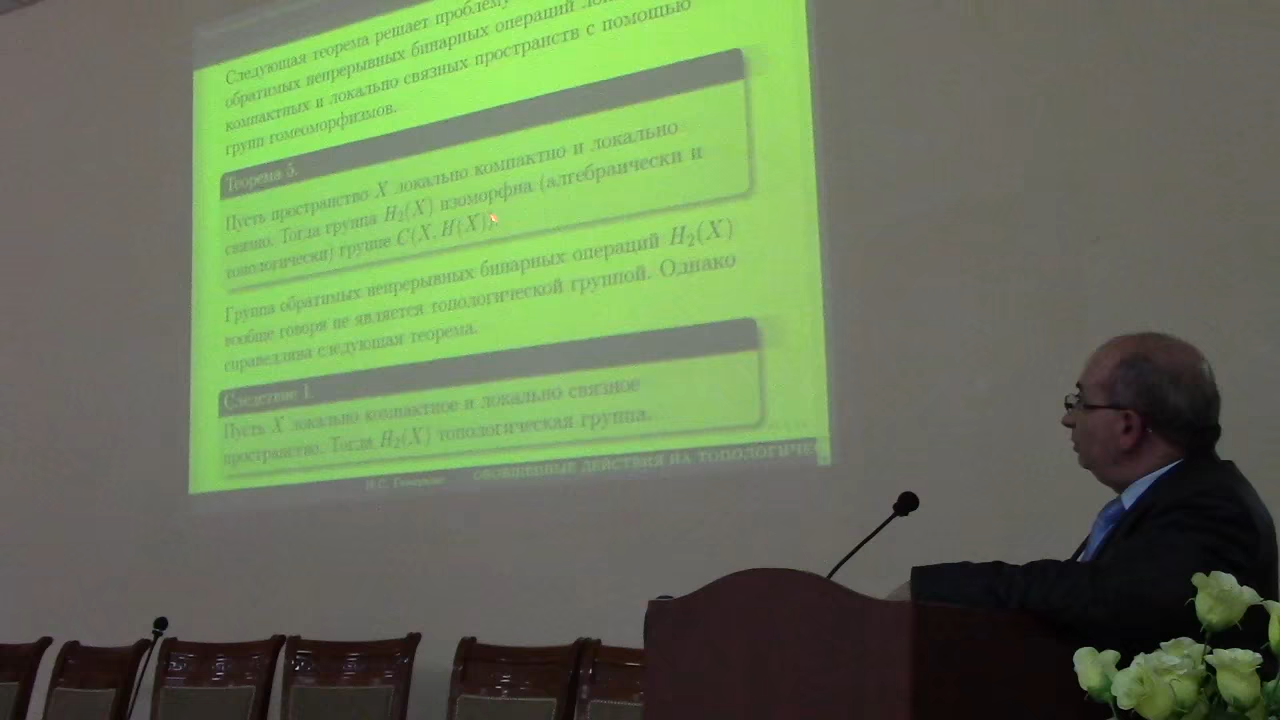 Следующая теорема решает проблему
обратимых непрерывных бинарных операций
компактных и локально связных пространств с помощью
групп гомеоморфизмов.
Теорема 5.
Пусть пространство X локально компактно и локально
связно. Тогда группа H₂(X) изоморфна (алгебраически и
топологически) группе C(X, H(X)).
Группа обратимых непрерывных бинарных операций H₂(X)
вообще говоря не является топологической группой. Однако
справедлива следующая теорема.
Следствие 1.
Пусть X локально компактное и локально связное
пространство. Тогда H₂(X) топологическая группа.
ОБОБЩЕННЫЕ ДЕЙСТВИЯ НА